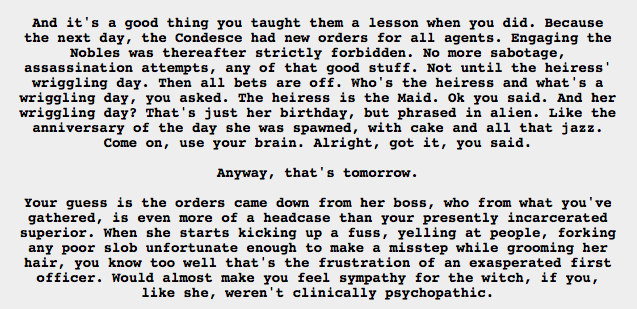 And it's a good thing you taught them a lesson when you did. Because
the next day, the Condesce had new orders for all agents. Engaging the
Nobles was thereafter strictly forbidden. No more sabotage,
assassination attempts, any of that good stuff. Not until the heiress'
wriggling day. Then all bets are off. Who's the heiress and what's a
wriggling day, you asked. The heiress is the Maid. Ok you said. And her
wriggling day? That's just her birthday, but phrased in alien. Like the
anniversary of the day she was spawned, with cake and all that jazz.
Come on, use your brain. Alright, got it, you said.
Anyway, that's tomorrow.
Your guess is the orders came down from her boss, who from what you've
gathered, is even more of a headcase than your presently incarcerated
superior. When she starts kicking up a fuss, yelling at people, forking
any poor slob unfortunate enough to make a misstep while grooming her
hair, you know too well that's the frustration of an exasperated first
officer. Would almost make you feel sympathy for the witch, if you,
like she, weren't clinically psychopathic.